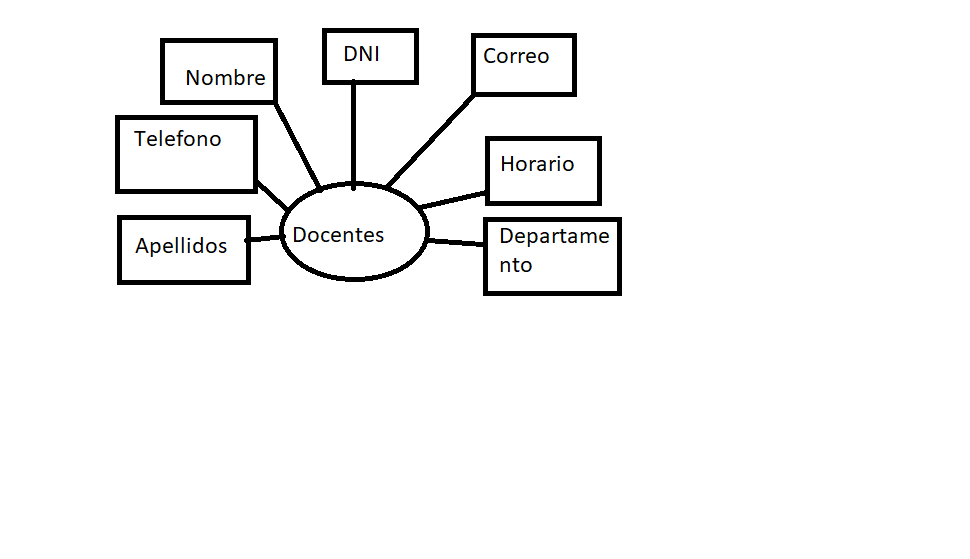 DNI
Correo
Nombre
Telefono
Horario
Docentes
Apellidos
Departame
nto